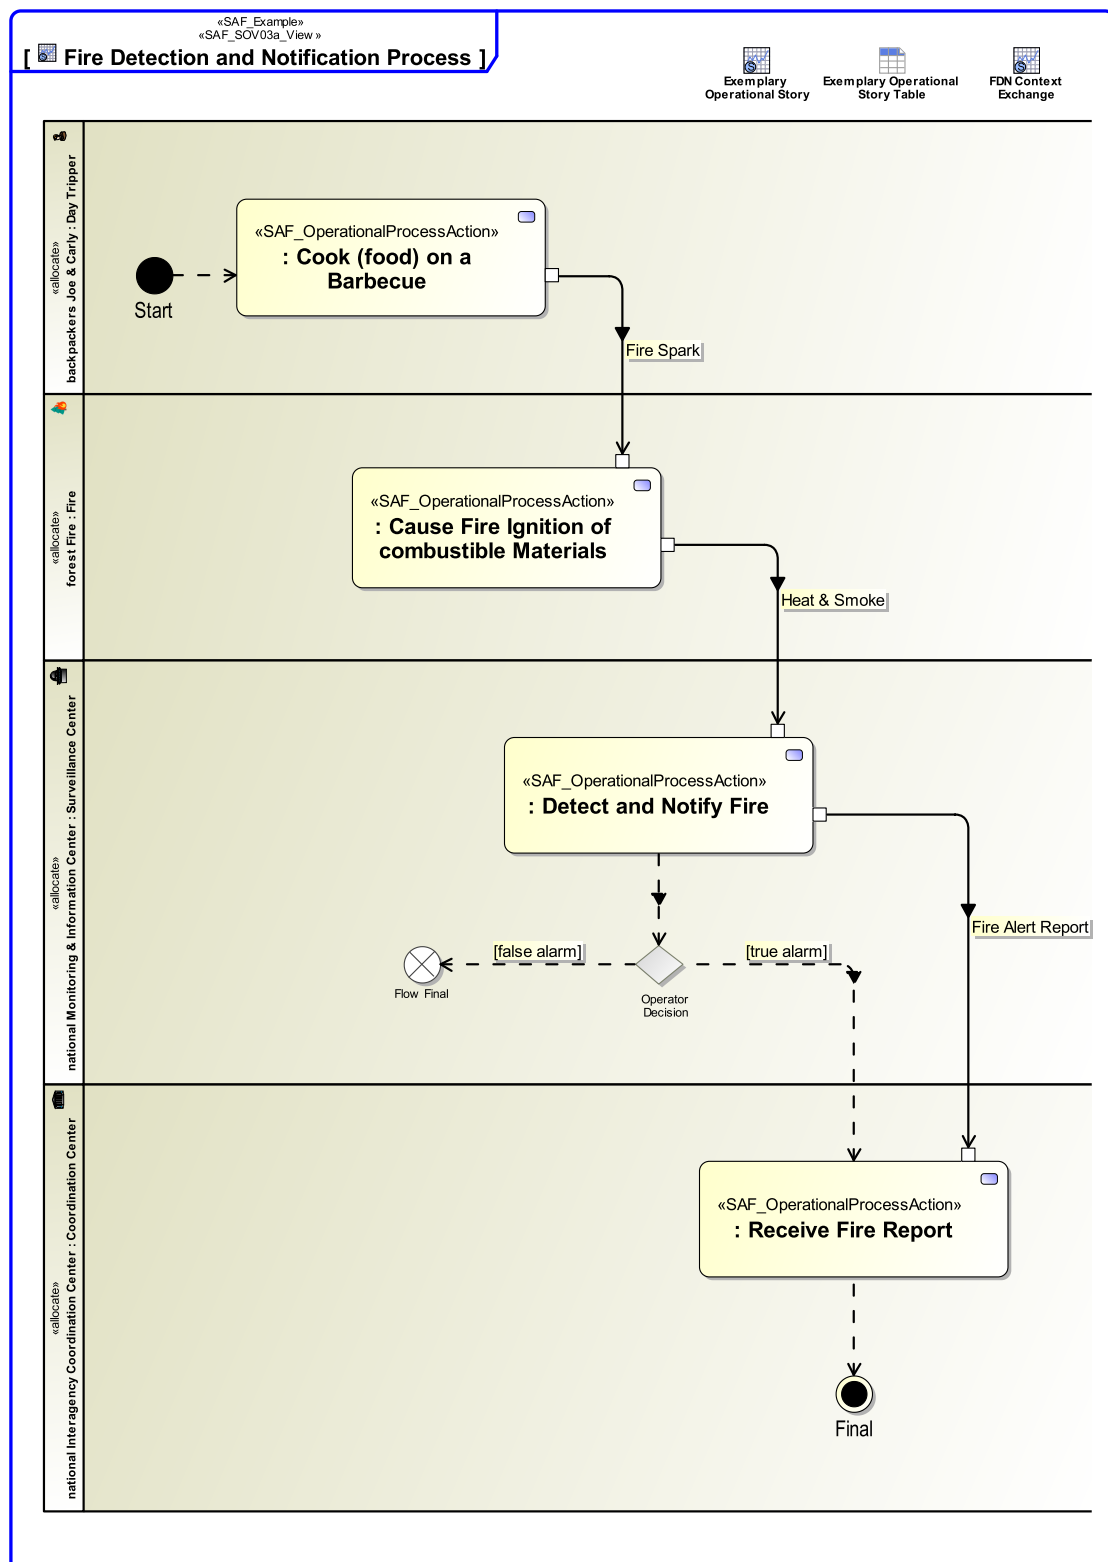 «SAF_Example»
«SAF_SOV03a_View »
[ Fire Detection and Notification Process ]
Exemplary
Operational Story
Exemplary Operational
Story Table
FDN Context
Exchange
«allocate»
backpackers Joe & Carly : Day Tripper
Start
«SAF_OperationalProcessAction»
: Cook (food) on a
Barbecue
Fire Spark
«allocate»
forest Fire : Fire
«SAF_OperationalProcessAction»
: Cause Fire Ignition of
combustible Materials
Heat & Smoke
«allocate»
national Monitoring & Information Center : Surveillance Center
«SAF_OperationalProcessAction»
: Detect and Notify Fire
Fire Alert Report
[false alarm]
[true alarm]
Flow Final
Operator
Decision
«allocate»
national Interagency Coordination Center : Coordination Center
«SAF_OperationalProcessAction»
: Receive Fire Report
Final